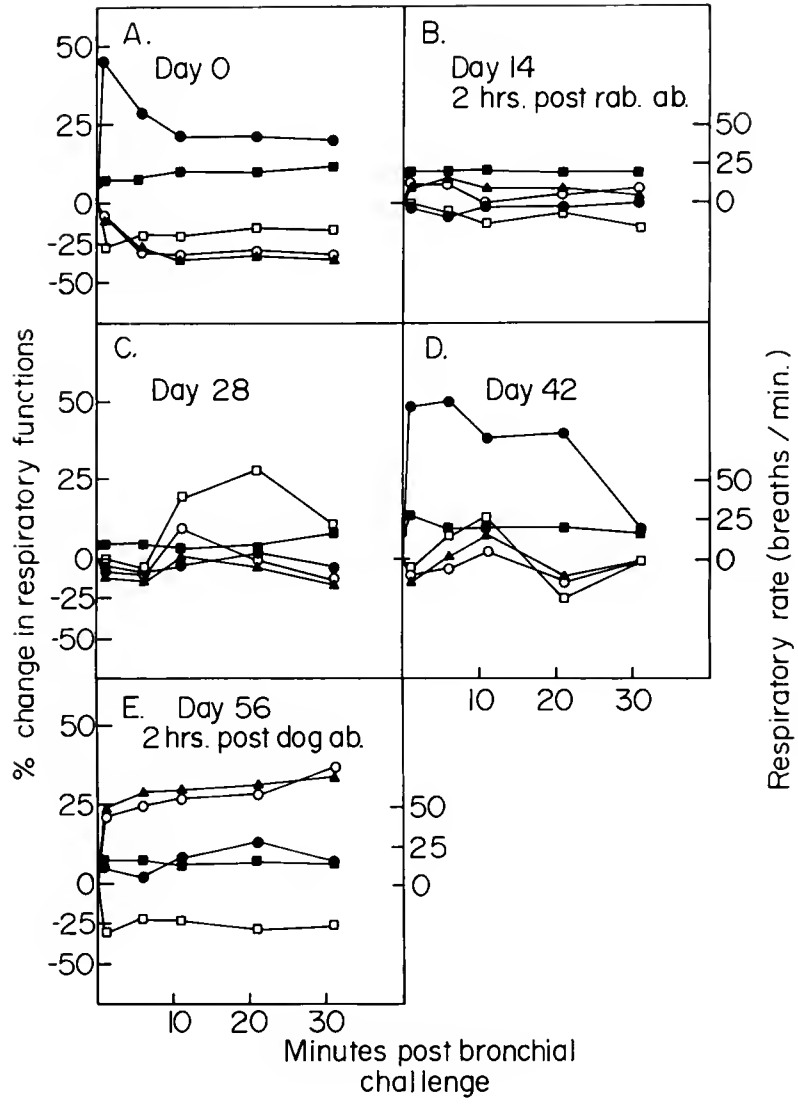 A.
Day 0
50
25
0
-25
-50
B.
Day 14
2 hrs. post rab. ab.
50
25
0
C.
Day 28
50
25
0
-25
-50
D.
Day 42
50
25
0
10
20
30
E.
Day 56
2 hrs. post dog ab.
50
25
0
-25
-50
50
25
0
10
20
30
% change in respiratory functions
Respiratory rate (breaths / min.)
Minutes post bronchial
challenge